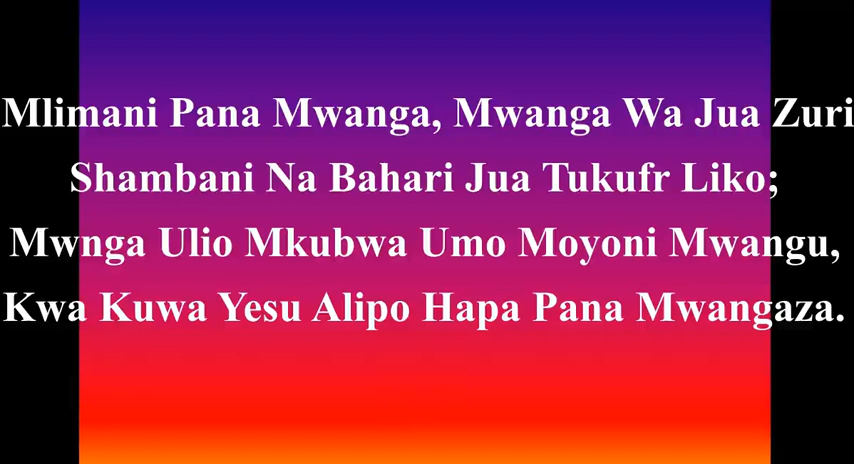 Mlimani Pana Mwanga, Mwanga Wa Jua Zuri
Shambani Na Bahari Jua Tukufr Liko;
Mwnga Ulio Mkubwa Umo Moyoni Mwangu,
Kwa Kuwa Yesu Alipo Hapa Pana Mwangaza.